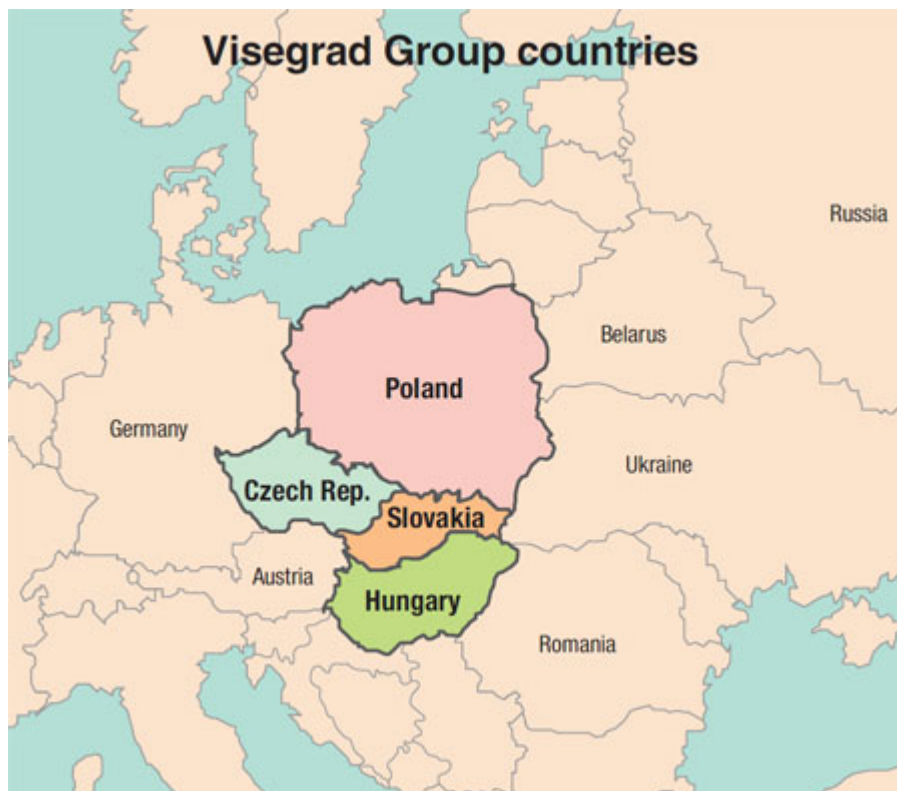 Visegrad Group countries
Russia
Belarus
Poland
Germany
Ukraine
Czech Rep.
Slovakia
Austria
Hungary
Romania